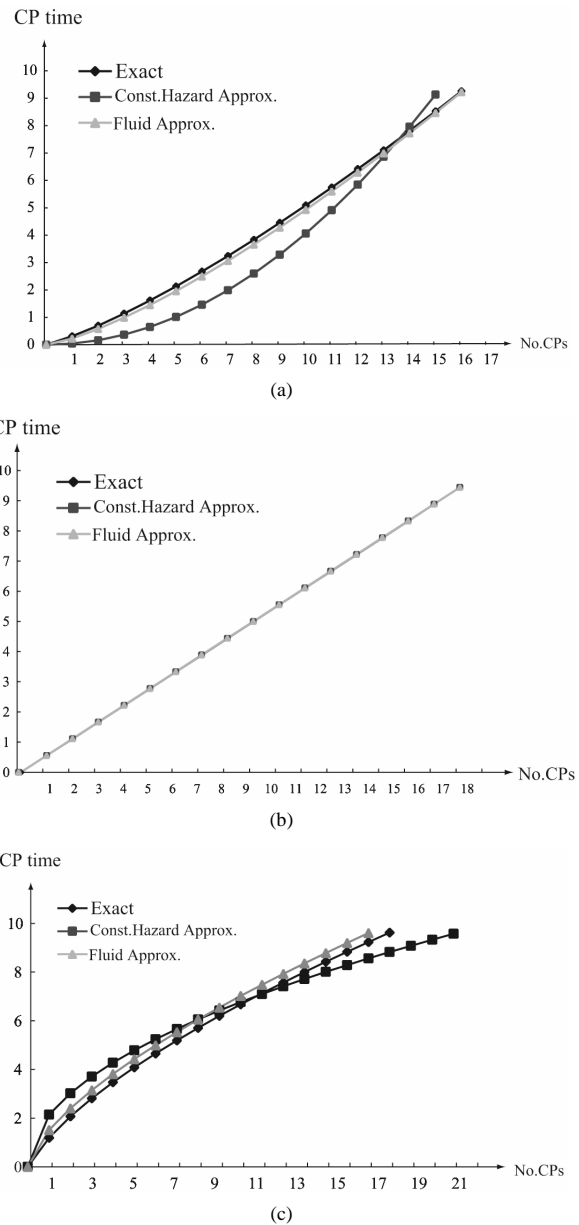 CP time
10
9
8
7
6
5
4
3
2
1
0
Exact
Const.Hazard Approx.
Fluid Approx.
1 2 3 4 5 6 7 8 9 10 11 12 13 14 15 16 17
No.CPs
(a)
CP time
10
9
8
7
6
5
4
3
2
1
0
Exact
Const.Hazard Approx.
Fluid Approx.
1 2 3 4 5 6 7 8 9 10 11 12 13 14 15 16 17 18
No.CPs
(b)
CP time
10
8
6
4
2
0
Exact
Const.Hazard Approx.
Fluid Approx.
1 3 5 7 9 11 13 15 17 19 21
No.CPs
(c)